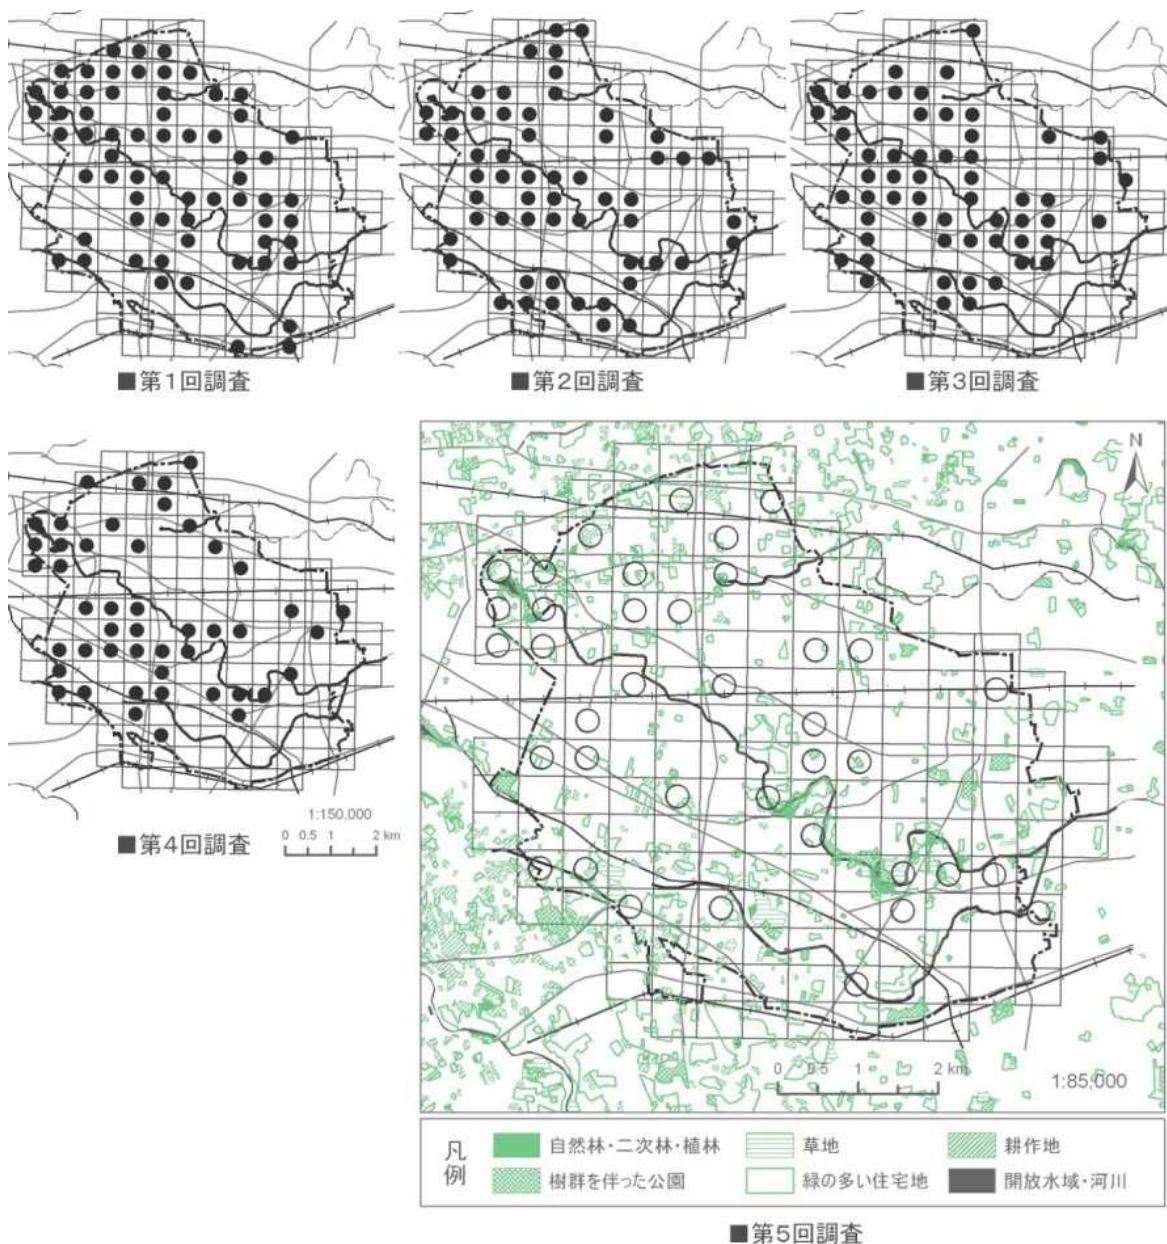 ■第1回調査
■第2回調査
■第3回調査
1:150,000
0 0.5 1 2 km
■第4回調査
N
0 0.5 1 2 km
1:85,000
凡例
自然林・二次林・植林
草地
耕作地
樹群を伴った公園
緑の多い住宅地
開放水域・河川
■第5回調査